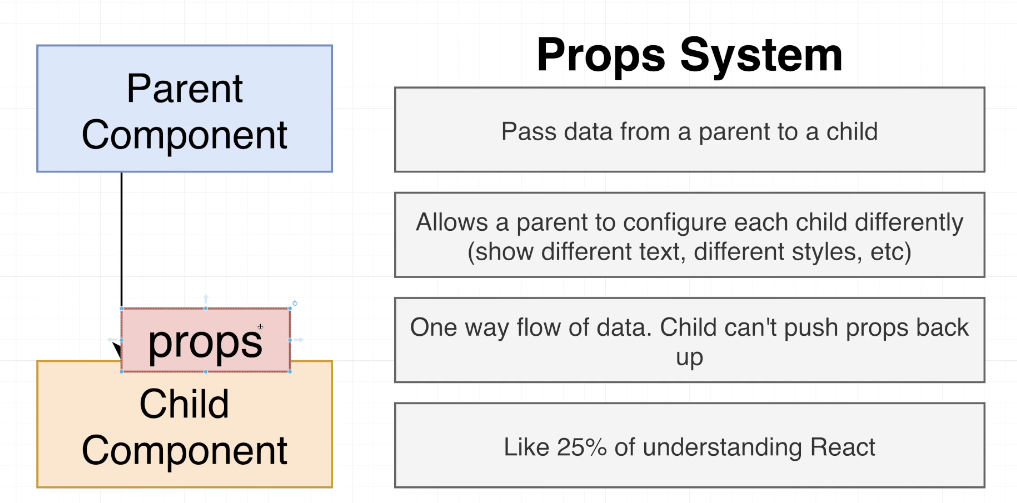 Parent
Component
props
Child
Component
Props System
Pass data from a parent to a child
Allows a parent to configure each child differently
(show different text, different styles, etc)
One way flow of data. Child can't push props back
up
Like 25% of understanding React